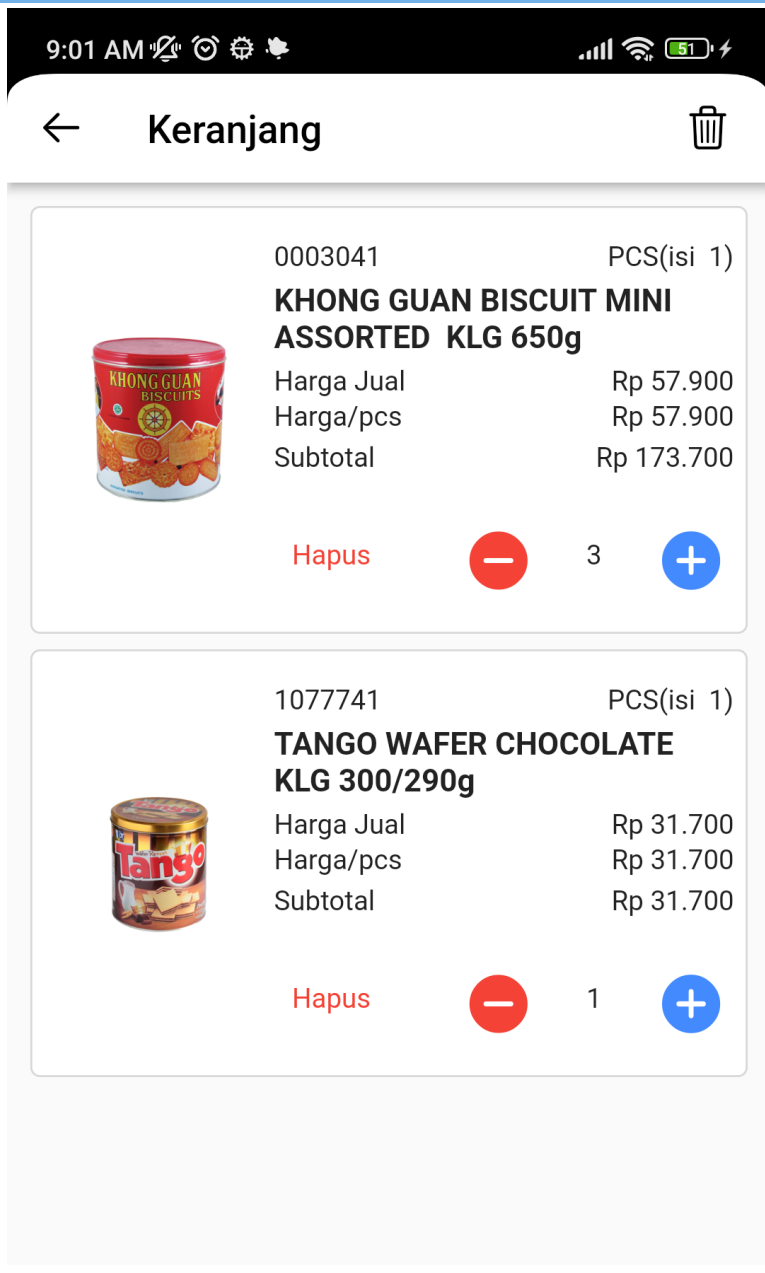 9:01 AM
51
Keranjang
0003041 PCS(isi 1)
KHONG GUAN BISCUIT MINI
ASSORTED KLG 650g
KHONG GUAN
BISCUITS
Harga Jual Rp 57.900
Harga/pcs Rp 57.900
Subtotal Rp 173.700
Hapus 3
1077741 PCS(isi 1)
TANGO WAFER CHOCOLATE
KLG 300/290g
Tango
Tango
Harga Jual Rp 31.700
Harga/pcs Rp 31.700
Subtotal Rp 31.700
Hapus 1